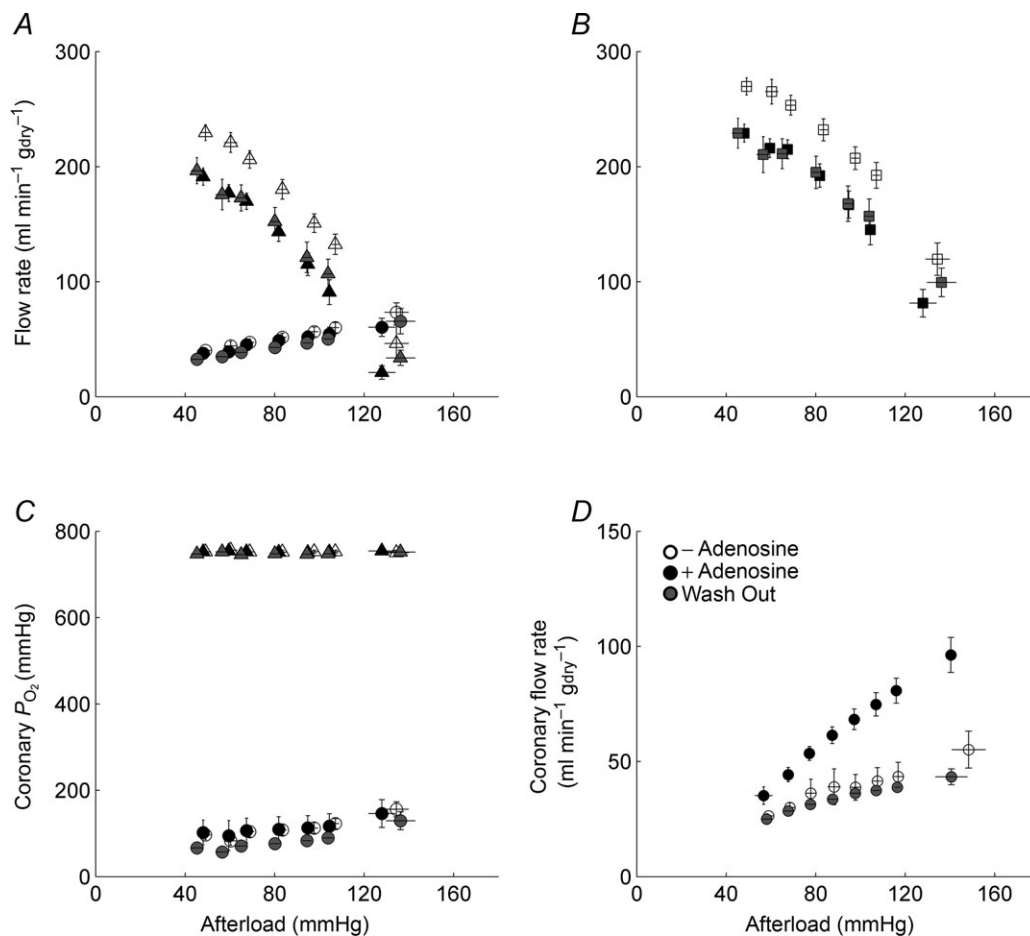 A
B
300
200
100
0
Flow rate (ml min⁻¹ gdry⁻¹)
0 40 80 120 160
300
200
100
0
0 40 80 120 160
C
D
800
600
400
200
0
Coronary P_O₂ (mmHg)
0 40 80 120 160
Afterload (mmHg)
150
100
50
0
Coronary flow rate
(ml min⁻¹ gdry⁻¹)
− Adenosine
+ Adenosine
Wash Out
0 40 80 120 160
Afterload (mmHg)